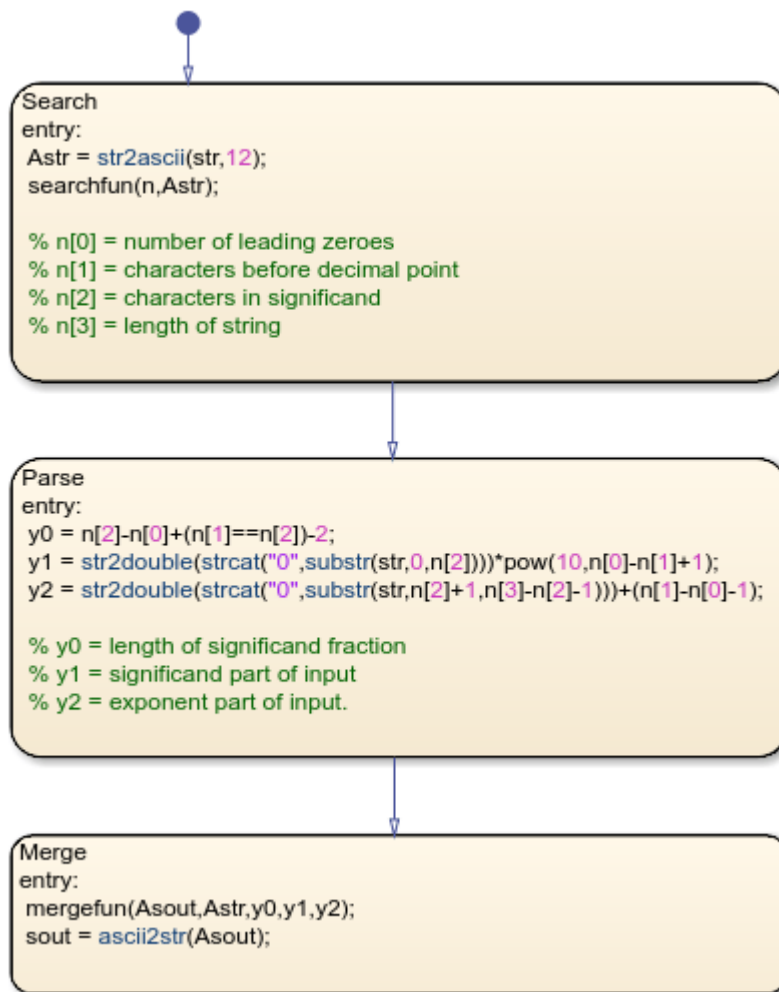 Search
entry:
Astr = str2ascii(str,12);
searchfun(n,Astr);
% n[0] = number of leading zeroes
% n[1] = characters before decimal point
% n[2] = characters in significand
% n[3] = length of string
Parse
entry:
y0 = n[2]-n[0]+(n[1]==n[2])-2;
y1 = str2double(strcat("0",substr(str,0,n[2])))*pow(10,n[0]-n[1]+1);
y2 = str2double(strcat("0",substr(str,n[2]+1,n[3]-n[2]-1)))+(n[1]-n[0]-1);
% y0 = length of significand fraction
% y1 = significand part of input
% y2 = exponent part of input.
Merge
entry:
mergefun(Asout,Astr,y0,y1,y2);
sout = ascii2str(Asout);